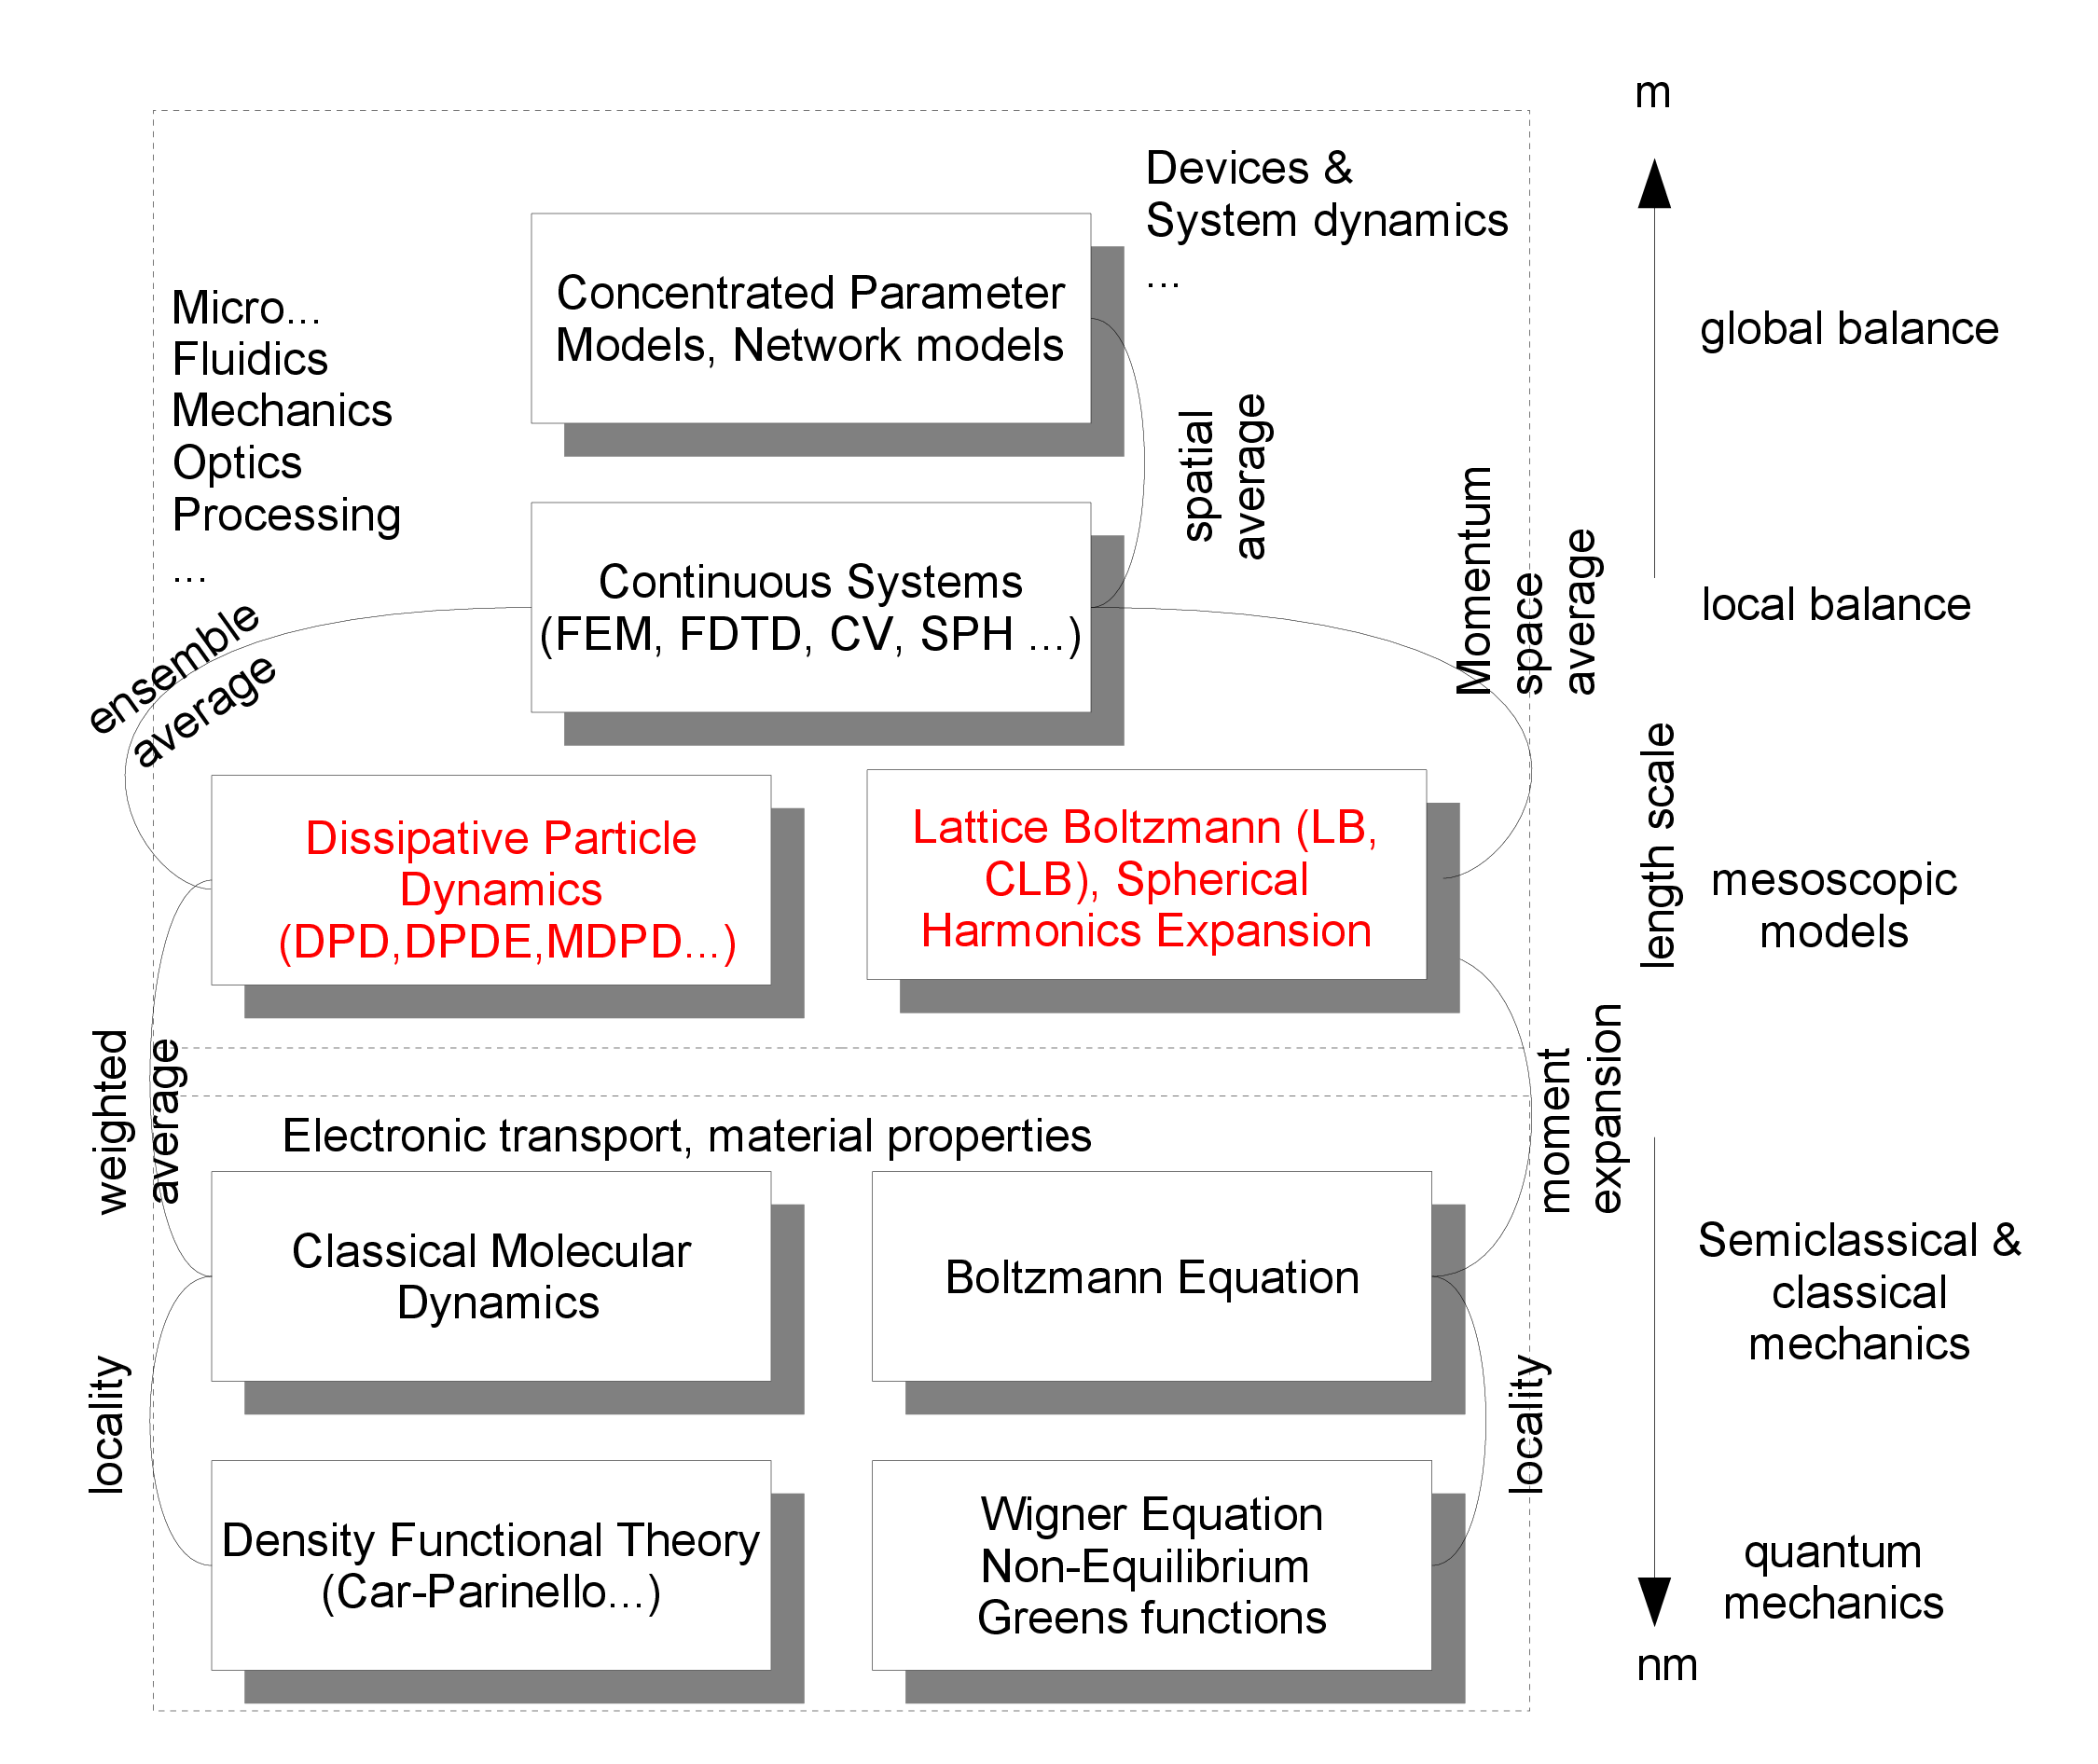 m
Devices &
System dynamics
...
Concentrated Parameter
Models, Network models
Micro...
Fluidics
Mechanics
Optics
Processing
...
global balance
spatial
average
Continuous Systems
(FEM, FDTD, CV, SPH ...)
Momentum
space
average
local balance
ensemble
average
length scale
Dissipative Particle
Dynamics
(DPD,DPDE,MDPD...)
Lattice Boltzmann (LB,
CLB), Spherical
Harmonics Expansion
mesoscopic
models
weighted
average
moment
expansion
Electronic transport, material properties
Classical Molecular
Dynamics
Boltzmann Equation
Semiclassical &
classical
mechanics
locality
locality
Density Functional Theory
(Car-Parinello...)
Wigner Equation
Non-Equilibrium
Greens functions
quantum
mechanics
nm